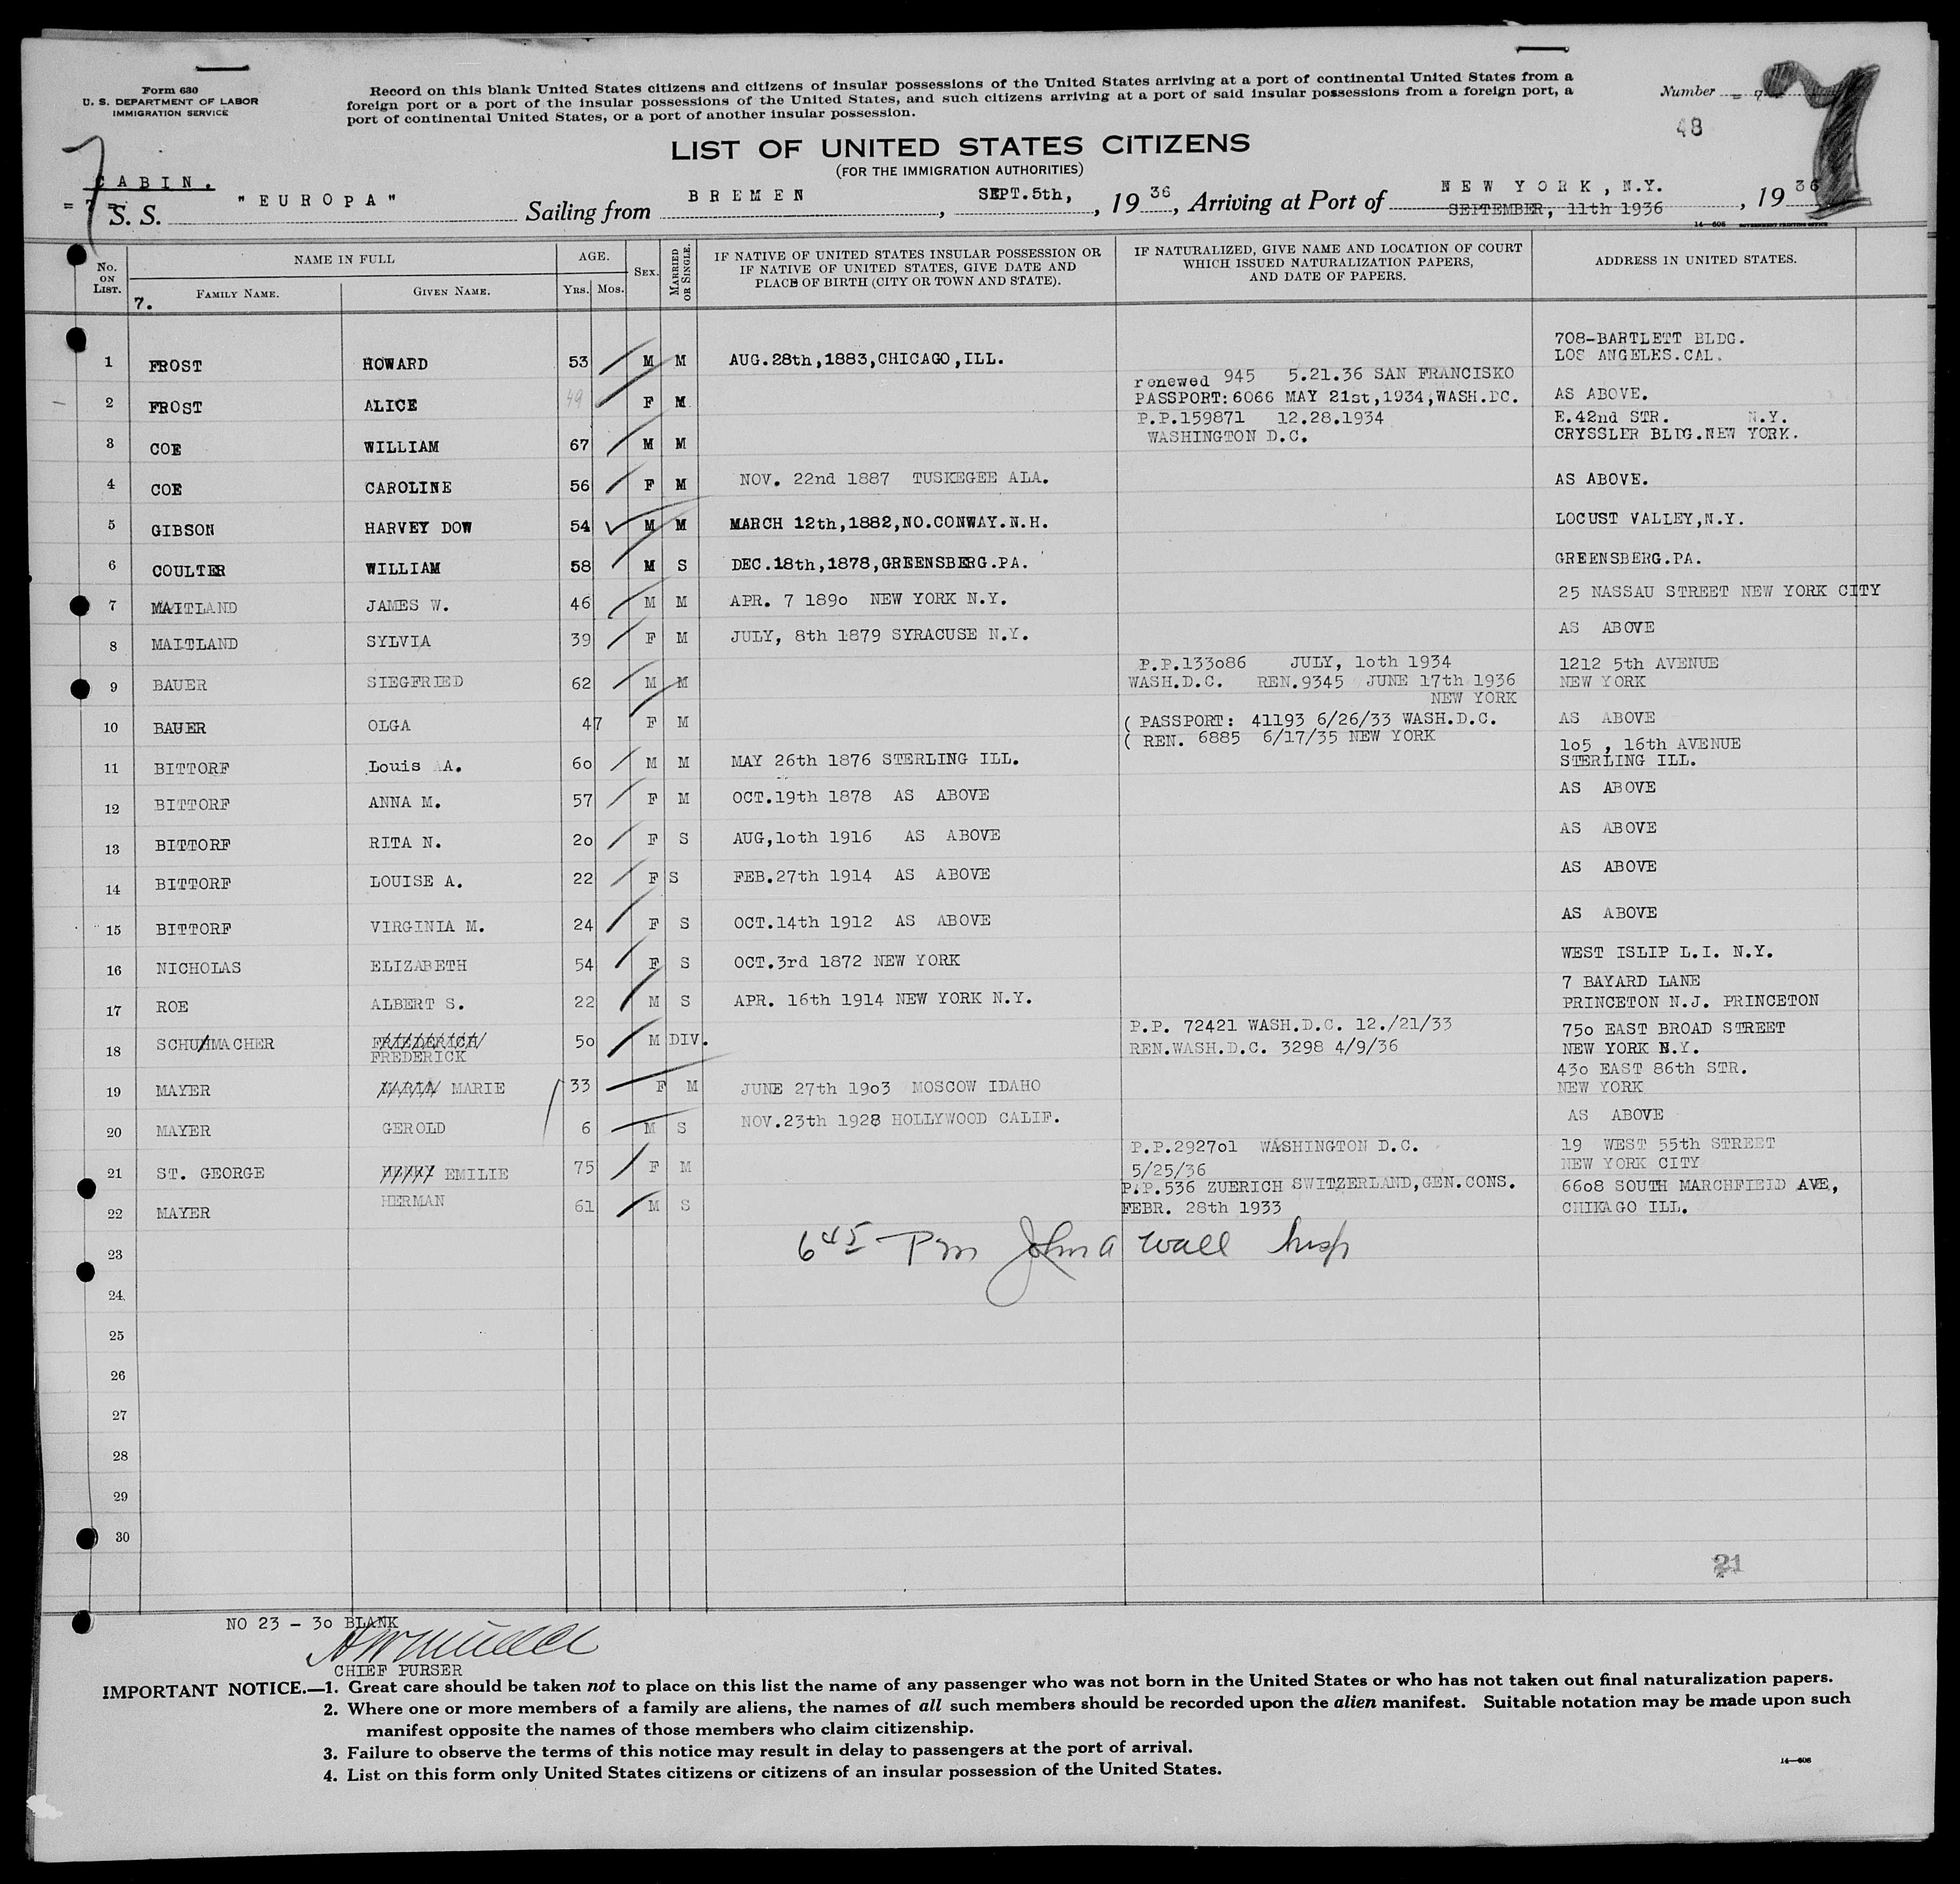 Form 630
U. S. DEPARTMENT OF LABOR
IMMIGRATION SERVICE
Record on this blank United States citizens and citizens of insular possessions of the United States arriving at a port of continental United States from a
foreign port or a port of the insular possessions of the United States, and such citizens arriving at a port of said insular possessions from a foreign port, a
port of continental United States, or a port of another insular possession.
Number = 7
7
48
LIST OF UNITED STATES CITIZENS
(FOR THE IMMIGRATION AUTHORITIES)
7
CABIN.
= 7 =
S. S. "EUROPA" Sailing from BREMEN, SEPT.5th, 1936, Arriving at Port of NEW YORK, N.Y. SEPTEMBER, 11th 1936, 1936
14—606 GOVERNMENT PRINTING OFFICE
No. ON LIST. NAME IN FULL AGE. SEX. MARRIED OR SINGLE. IF NATIVE OF UNITED STATES INSULAR POSSESSION OR IF NATIVE OF UNITED STATES, GIVE DATE AND PLACE OF BIRTH (CITY OR TOWN AND STATE). IF NATURALIZED, GIVE NAME AND LOCATION OF COURT WHICH ISSUED NATURALIZATION PAPERS, AND DATE OF PAPERS. ADDRESS IN UNITED STATES.
7. FAMILY NAME. GIVEN NAME. YRS. MOS.
1 FROST HOWARD 53 M M AUG.28th,1883,CHICAGO,ILL. 708-BARTLETT BLDG. LOS ANGELES.CAL.
2 FROST ALICE 49 F M renewed 945 5.21.36 SAN FRANCISKO PASSPORT:6066 MAY 21st,1934,WASH.DC. AS ABOVE.
3 COE WILLIAM 67 M M P.P.159871 12.28.1934 WASHINGTON D.C. E.42nd STR. N.Y. CRYSSLER BLDG.NEW YORK.
4 COE CAROLINE 56 F M NOV. 22nd 1887 TUSKEGEE ALA. AS ABOVE.
5 GIBSON HARVEY DOW 54 M M MARCH 12th,1882,NO.CONWAY.N.H. LOCUST VALLEY,N.Y.
6 COULTER WILLIAM 58 M S DEC.18th,1878,GREENSBERG.PA. GREENSBERG.PA.
7 MAITLAND JAMES W. 46 M M APR. 7 189o NEW YORK N.Y. 25 NASSAU STREET NEW YORK CITY
8 MAITLAND SYLVIA 39 F M JULY, 8th 1879 SYRACUSE N.Y. AS ABOVE
9 BAUER SIEGFRIED 62 M M P.P.133o86 JULY, 1oth 1934 WASH.D.C. REN.9345 JUNE 17th 1936 NEW YORK 1212 5th AVENUE NEW YORK
10 BAUER OLGA 47 F M ( PASSPORT: 41193 6/26/33 WASH.D.C. ( REN. 6885 6/17/35 NEW YORK AS ABOVE
11 BITTORF Louis A. 6o M M MAY 26th 1876 STERLING ILL. 1o5 , 16th AVENUE STERLING ILL.
12 BITTORF ANNA M. 57 F M OCT.19th 1878 AS ABOVE AS ABOVE
13 BITTORF RITA N. 2o F S AUG,1oth 1916 AS ABOVE AS ABOVE
14 BITTORF LOUISE A. 22 F S FEB.27th 1914 AS ABOVE AS ABOVE
15 BITTORF VIRGINIA M. 24 F S OCT.14th 1912 AS ABOVE AS ABOVE
16 NICHOLAS ELIZABETH 54 F S OCT.3rd 1872 NEW YORK WEST ISLIP L.I. N.Y.
17 ROE ALBERT S. 22 M S APR. 16th 1914 NEW YORK N.Y. 7 BAYARD LANE PRINCETON N.J. PRINCETON
18 SCHUHMACHER FRIEDERICH FREDERICK 5o M DIV. P.P. 72421 WASH.D.C. 12./21/33 REN.WASH.D.C. 3298 4/9/36 75o EAST BROAD STREET NEW YORK N.Y.
19 MAYER MARIA MARIE 33 F M JUNE 27th 19o3 MOSCOW IDAHO 43o EAST 86th STR. NEW YORK
20 MAYER GEROLD 6 M S NOV.23th 1928 HOLLYWOOD CALIF. AS ABOVE
21 ST. GEORGE HENRY EMILIE 75 F M P.P.2927o1 WASHINGTON D.C. 5/25/36 19 WEST 55th STREET NEW YORK CITY
22 MAYER HERMAN 61 M S P.P.536 ZUERICH SWITZERLAND,GEN.CONS. FEBR. 28th 1933 66o8 SOUTH MARCHFIEID AVE, CHIKAGO ILL.
23 6 45 Pm John A Wall Insp
24
25
26
27
28
29
30
21
NO 23 - 3o BLANK
CHIEF PURSER
IMPORTANT NOTICE.—1. Great care should be taken not to place on this list the name of any passenger who was not born in the United States or who has not taken out final naturalization papers.
2. Where one or more members of a family are aliens, the names of all such members should be recorded upon the alien manifest. Suitable notation may be made upon such
manifest opposite the names of those members who claim citizenship.
3. Failure to observe the terms of this notice may result in delay to passengers at the port of arrival.
4. List on this form only United States citizens or citizens of an insular possession of the United States.
14—606